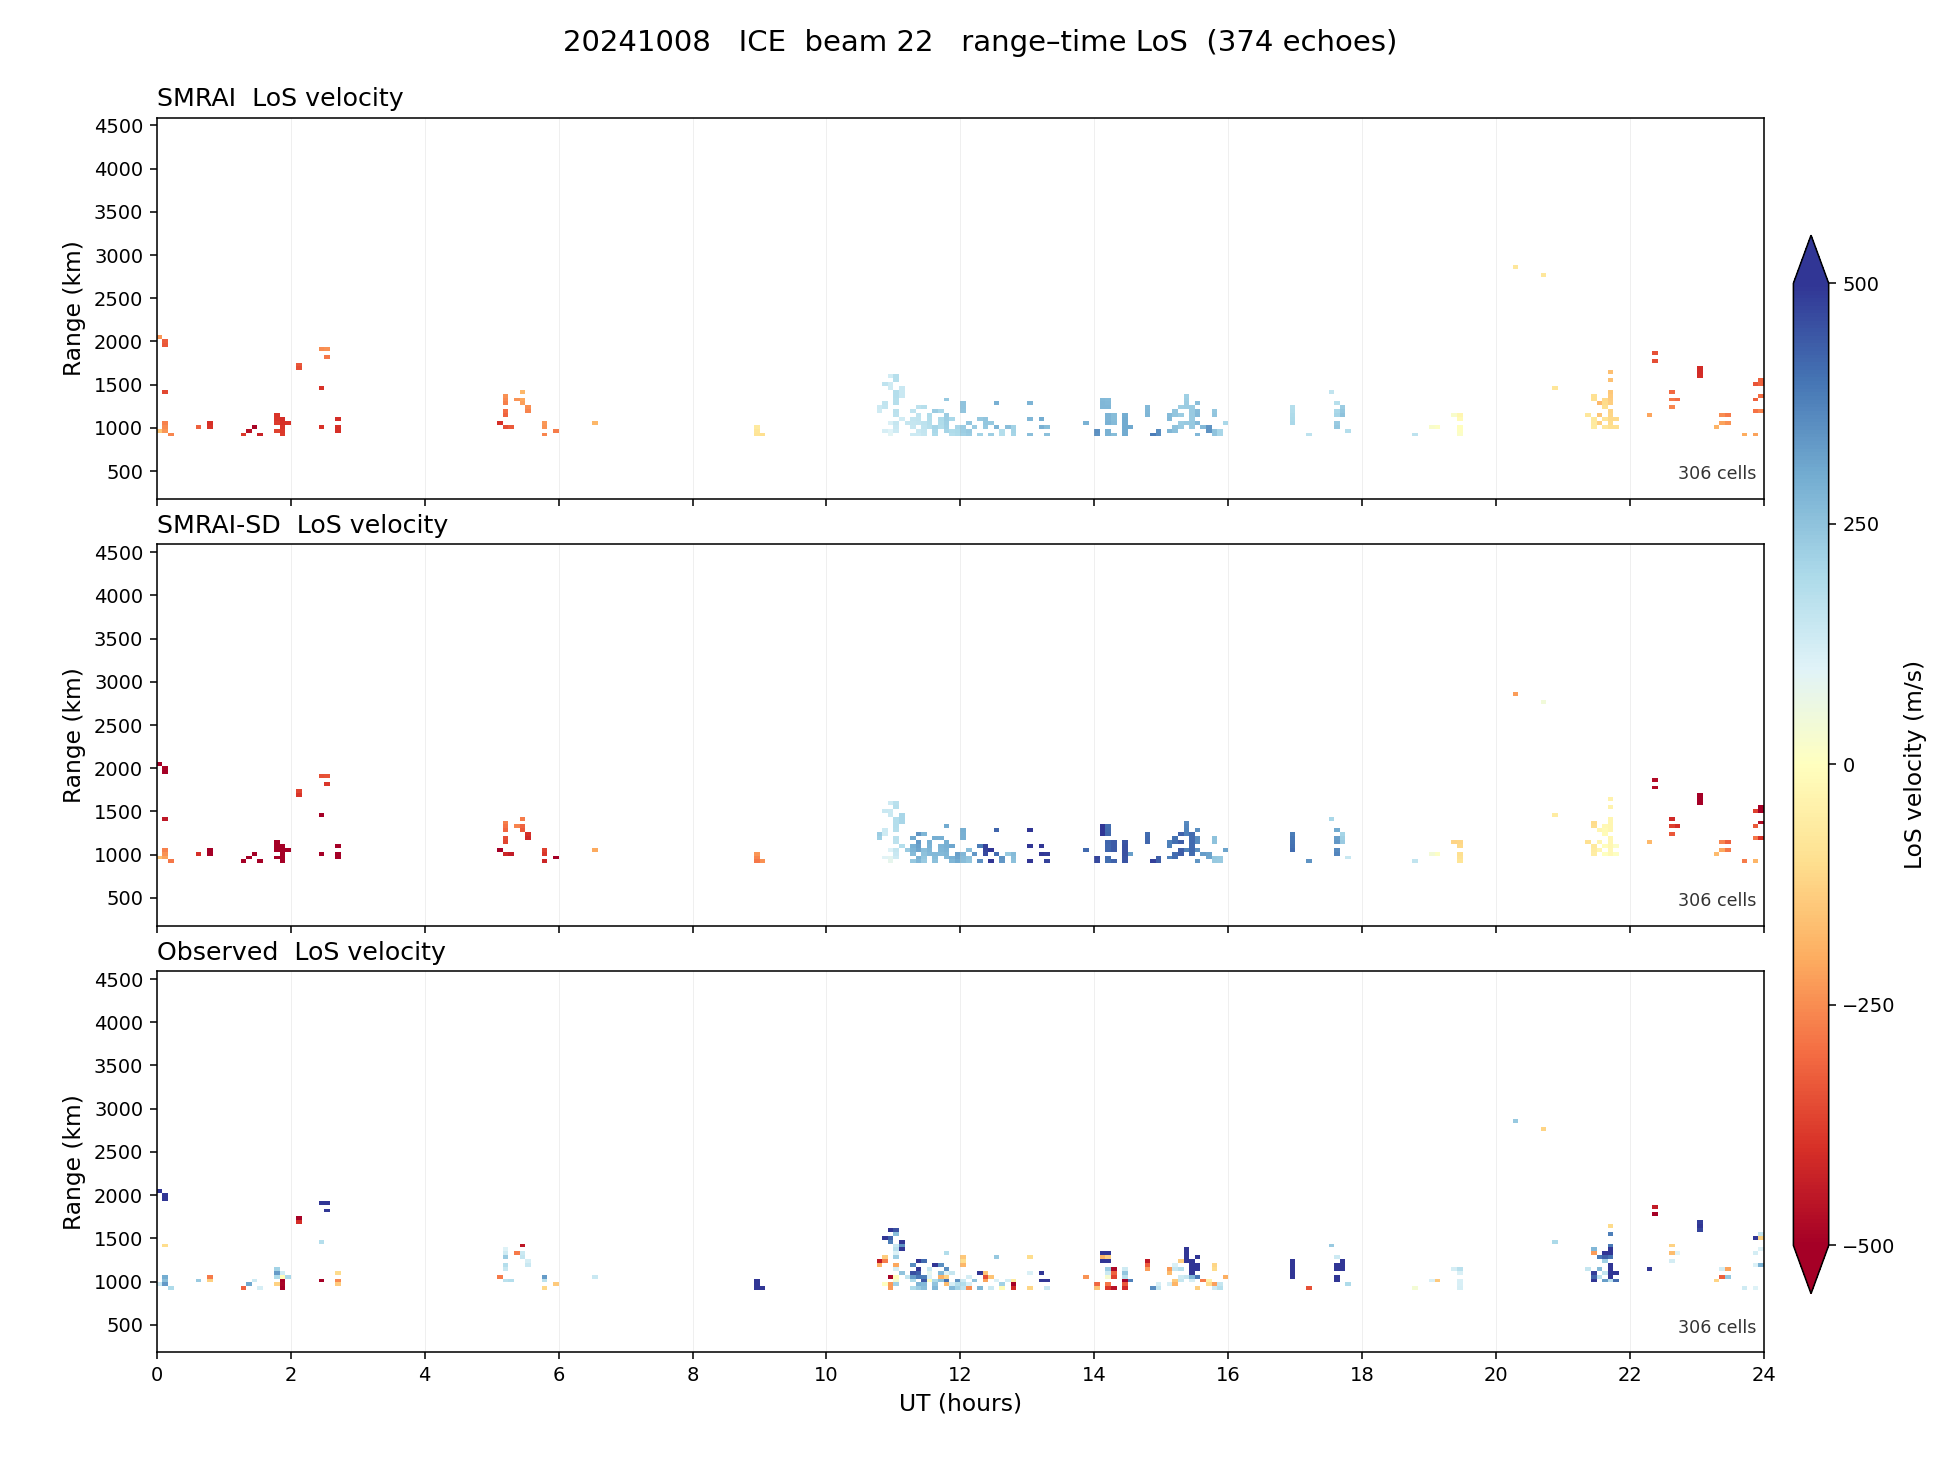 20241008   ICE  beam 22   range–time LoS  (374 echoes)
SMRAI  LoS velocity
4500
4000
3500
3000
2500
2000
1500
1000
500
Range (km)
306 cells
SMRAI-SD  LoS velocity
4500
4000
3500
3000
2500
2000
1500
1000
500
Range (km)
306 cells
Observed  LoS velocity
4500
4000
3500
3000
2500
2000
1500
1000
500
Range (km)
306 cells
0 2 4 6 8 10 12 14 16 18 20 22 24
UT (hours)
500
250
0
−250
−500
LoS velocity (m/s)